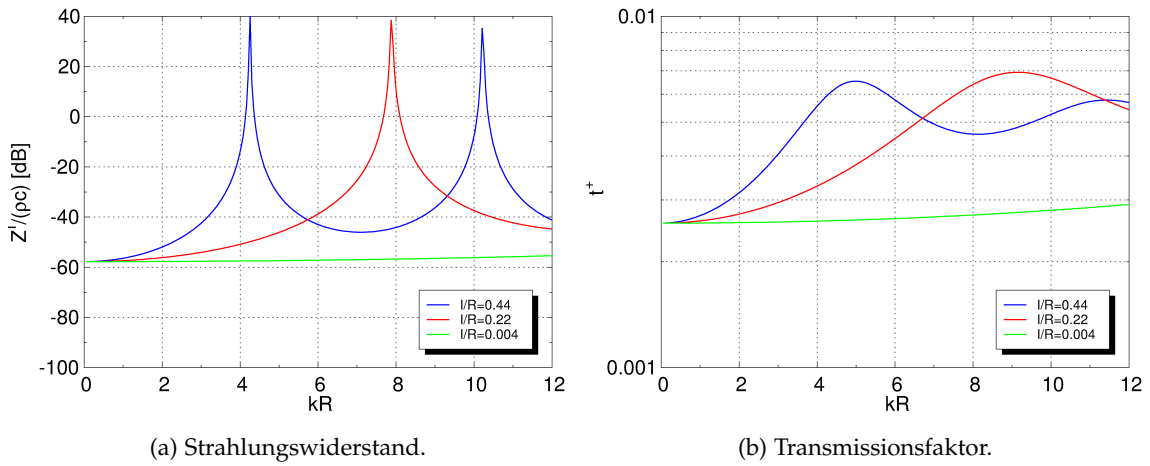 40
20
0
-20
-40
-60
-80
-100
Z'/(ρc) [dB]
0 2 4 6 8 10 12
kR
l/R=0.44
l/R=0.22
l/R=0.004
(a) Strahlungswiderstand.
0.01
0.001
t+
0 2 4 6 8 10 12
kR
l/R=0.44
l/R=0.22
l/R=0.004
(b) Transmissionsfaktor.